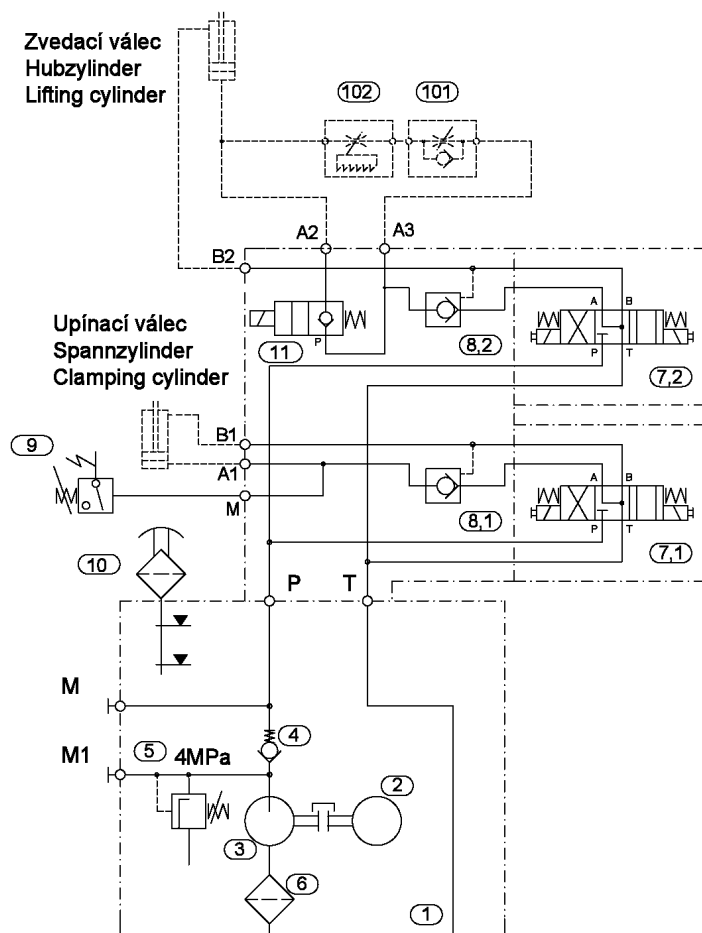 Zvedací válec
Hubzylinder
Lifting cylinder
102
101
A2
A3
B2
A
B
P
11
8,2
P
T
7,2
Upínací válec
Spannzylinder
Clamping cylinder
9
B1
A1
M
A
B
8,1
P
T
7,1
10
P
T
M
4
M1
5
4MPa
2
3
6
1